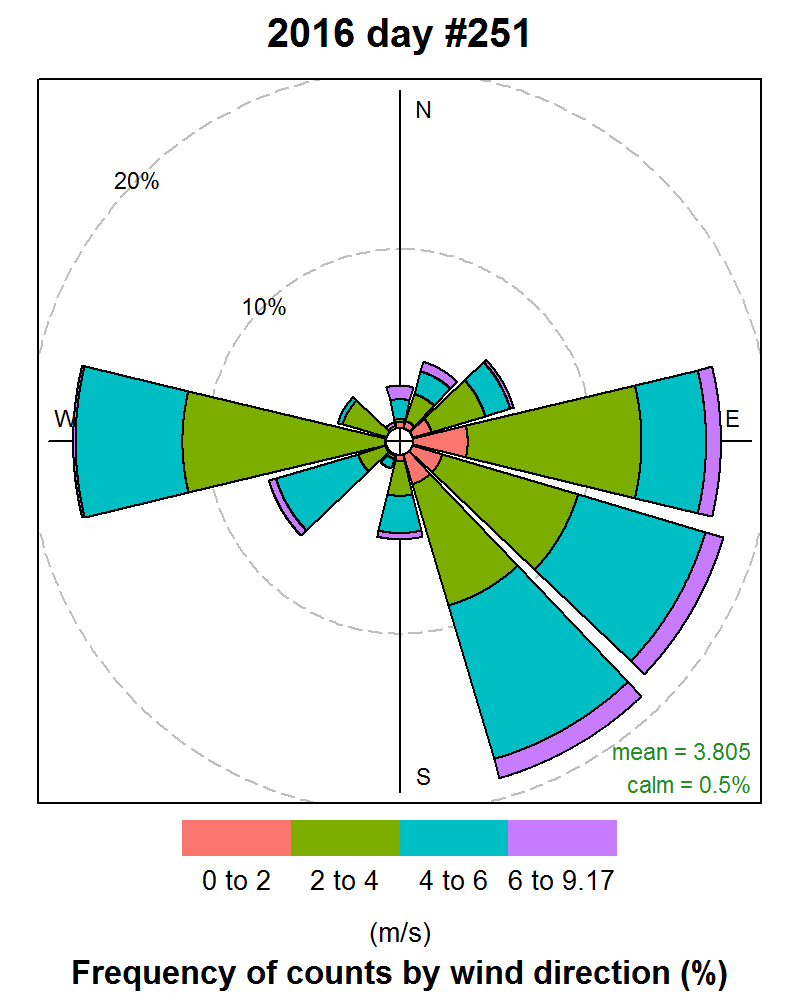 2016 day #251
N
20%
10%
W
E
S
mean = 3.805
calm = 0.5%
0 to 2 2 to 4 4 to 6 6 to 9.17
(m/s)
Frequency of counts by wind direction (%)